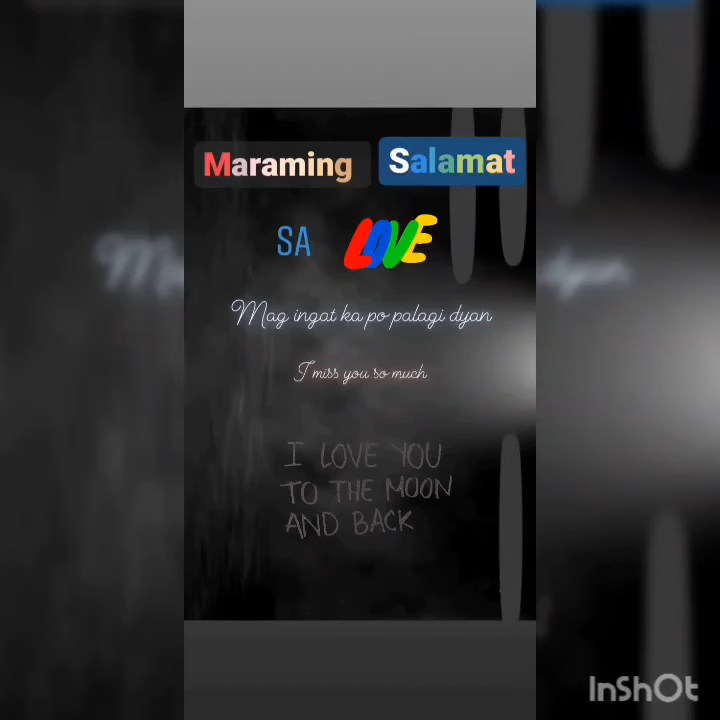 Maraming Salamat
SA LOVE
Mag ingat ka po palagi dyan
I miss you so much
I LOVE YOU
TO THE MOON
AND BACK
InShOt